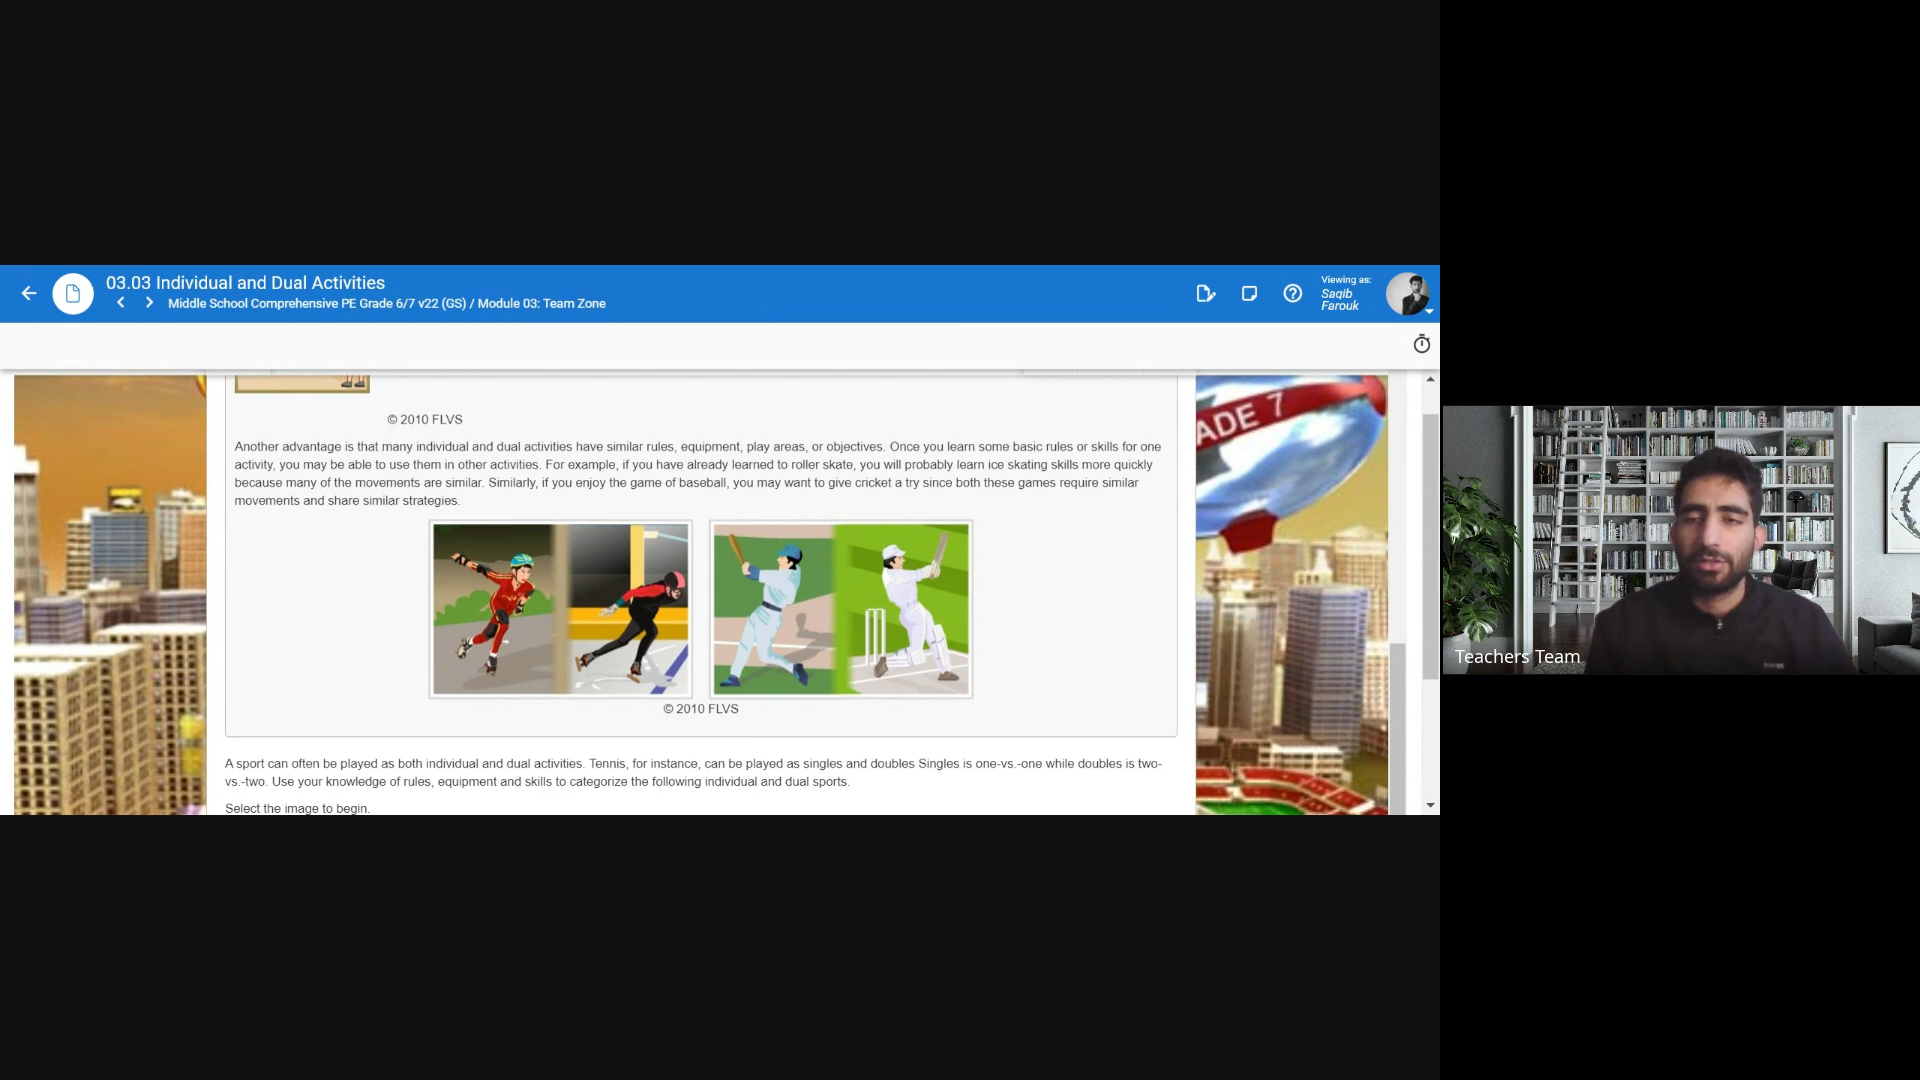 03.03 Individual and Dual Activities
Middle School Comprehensive PE Grade 6/7 v22 (GS) / Module 03: Team Zone
Viewing as:
Saqib
Farouk
© 2010 FLVS
Another advantage is that many individual and dual activities have similar rules, equipment, play areas, or objectives. Once you learn some basic rules or skills for one
activity, you may be able to use them in other activities. For example, if you have already learned to roller skate, you will probably learn ice skating skills more quickly
because many of the movements are similar. Similarly, if you enjoy the game of baseball, you may want to give cricket a try since both these games require similar
movements and share similar strategies.
© 2010 FLVS
A sport can often be played as both individual and dual activities. Tennis, for instance, can be played as singles and doubles Singles is one-vs.-one while doubles is two-
vs.-two. Use your knowledge of rules, equipment and skills to categorize the following individual and dual sports.
Select the image to begin.
ADE 7
Teachers Team